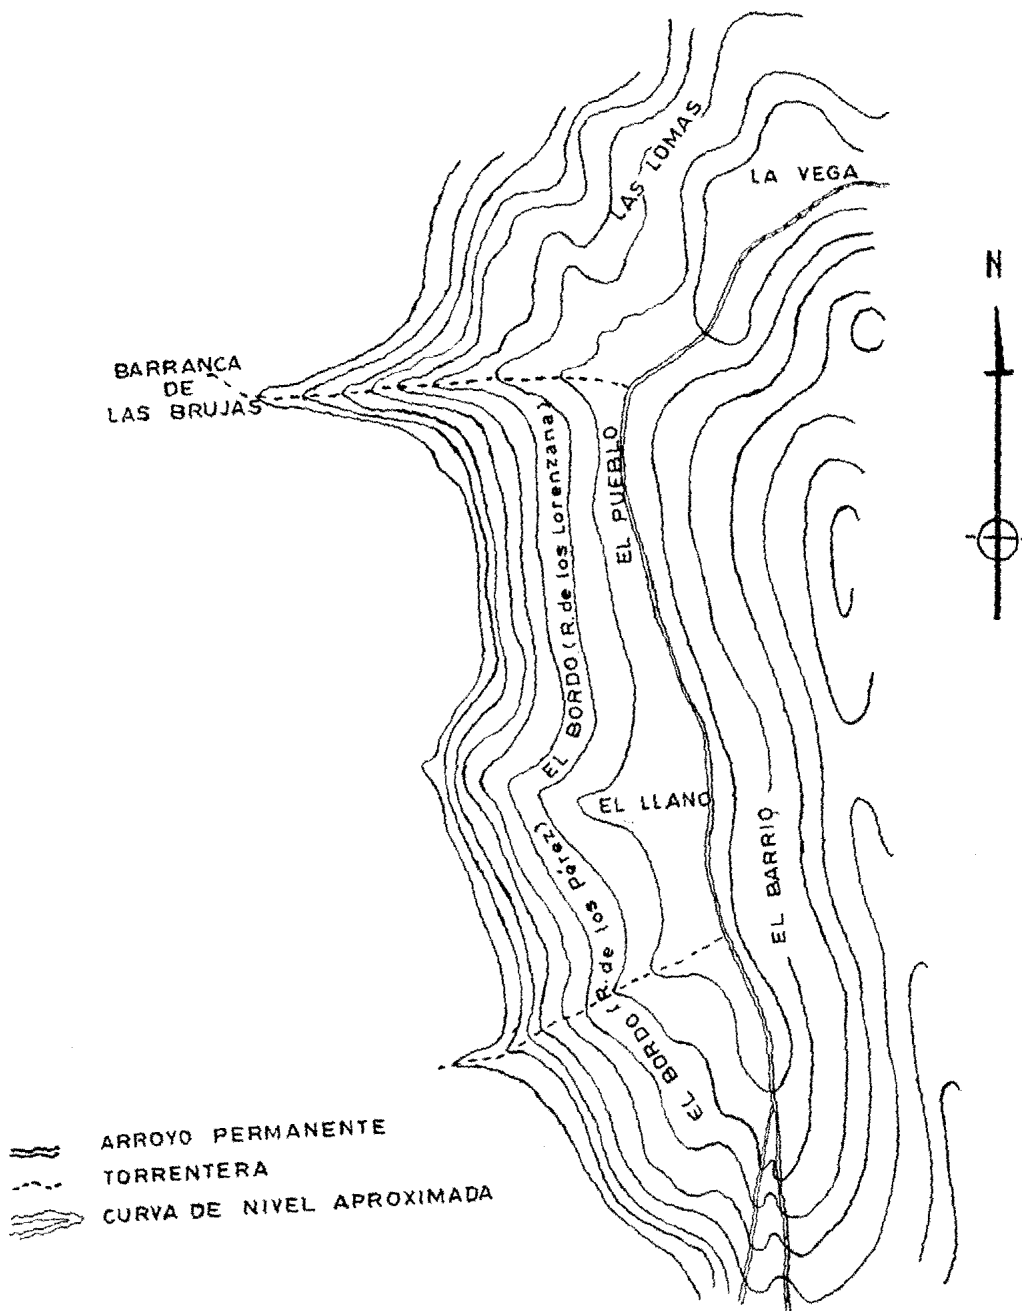 LAS LOMAS
LA VEGA
N
BARRANCA
DE
LAS BRUJAS
EL BORDO (R. de los Lorenzana)
EL PUEBLO
EL LLANO
EL BORDO (R. de los Pérez)
EL BARRIO
ARROYO PERMANENTE
TORRENTERA
CURVA DE NIVEL APROXIMADA